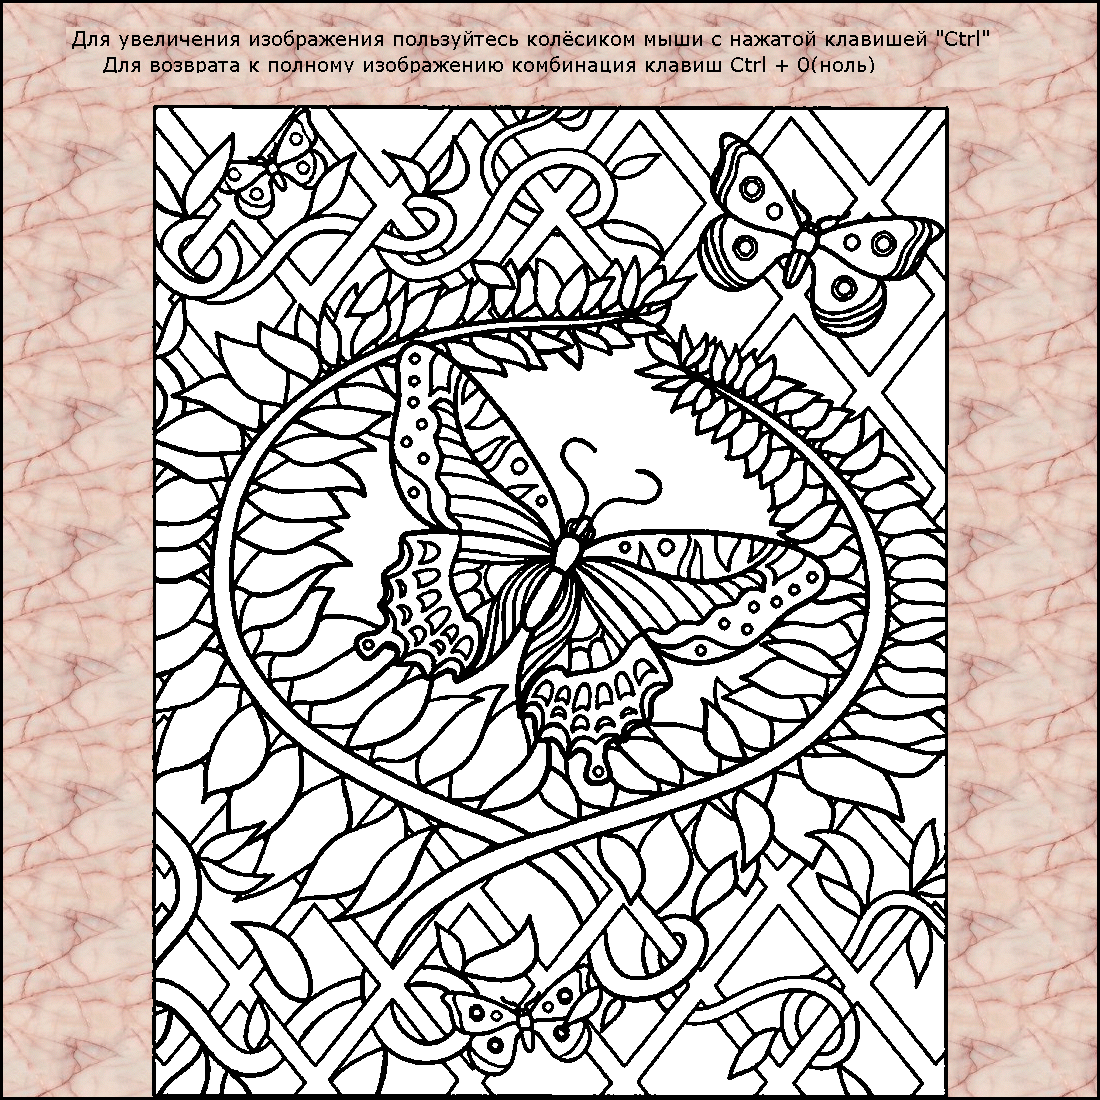 Для увеличения изображения пользуйтесь колёсиком мыши с нажатой клавишей "Ctrl"
Для возврата к полному изображению комбинация клавиш Ctrl + 0(ноль)